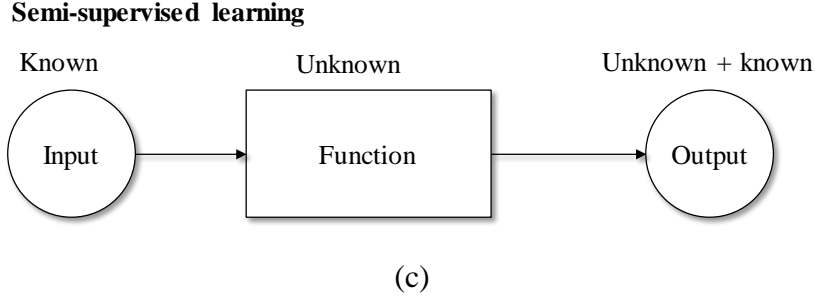 Semi-supervised learning
Known Unknown Unknown + known
Input Function Output
(c)